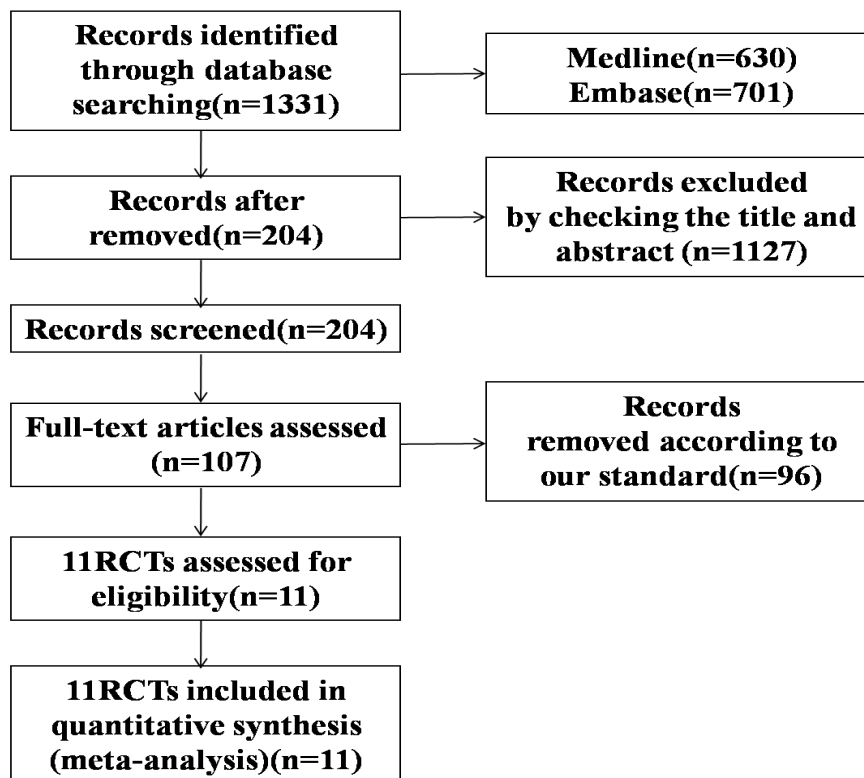 Records identified
through database
searching(n=1331)
Medline(n=630)
Embase(n=701)
Records after
removed(n=204)
Records excluded
by checking the title and
abstract (n=1127)
Records screened(n=204)
Full-text articles assessed
(n=107)
Records
removed according to
our standard(n=96)
11RCTs assessed for
eligibility(n=11)
11RCTs included in
quantitative synthesis
(meta-analysis)(n=11)